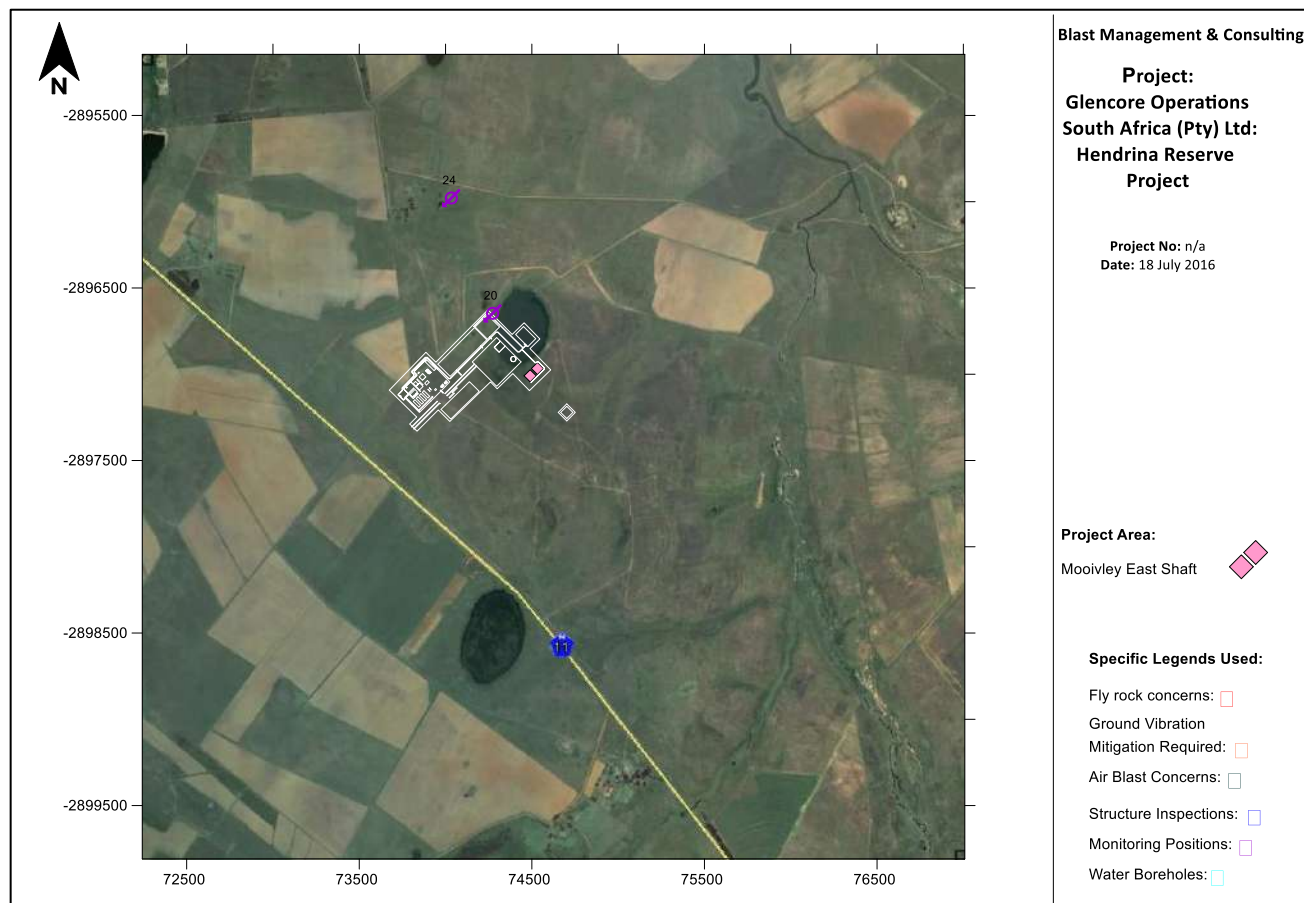 N
-2895500
-2896500
-2897500
-2898500
-2899500
72500
73500
74500
75500
76500
24
20
11
Blast Management & Consulting
Project:
Glencore Operations
South Africa (Pty) Ltd:
Hendrina Reserve
Project
Project No: n/a
Date: 18 July 2016
Project Area:
Mooivley East Shaft
Specific Legends Used:
Fly rock concerns:
Ground Vibration
Mitigation Required:
Air Blast Concerns:
Structure Inspections:
Monitoring Positions:
Water Boreholes: